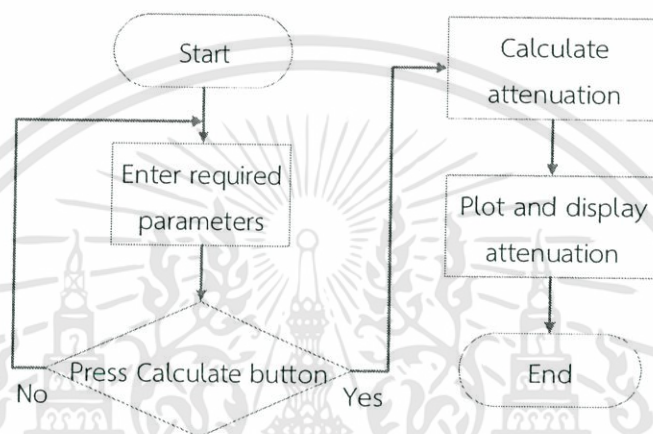 Start
Enter required
parameters
Press Calculate button
No
Yes
Calculate
attenuation
Plot and display
attenuation
End